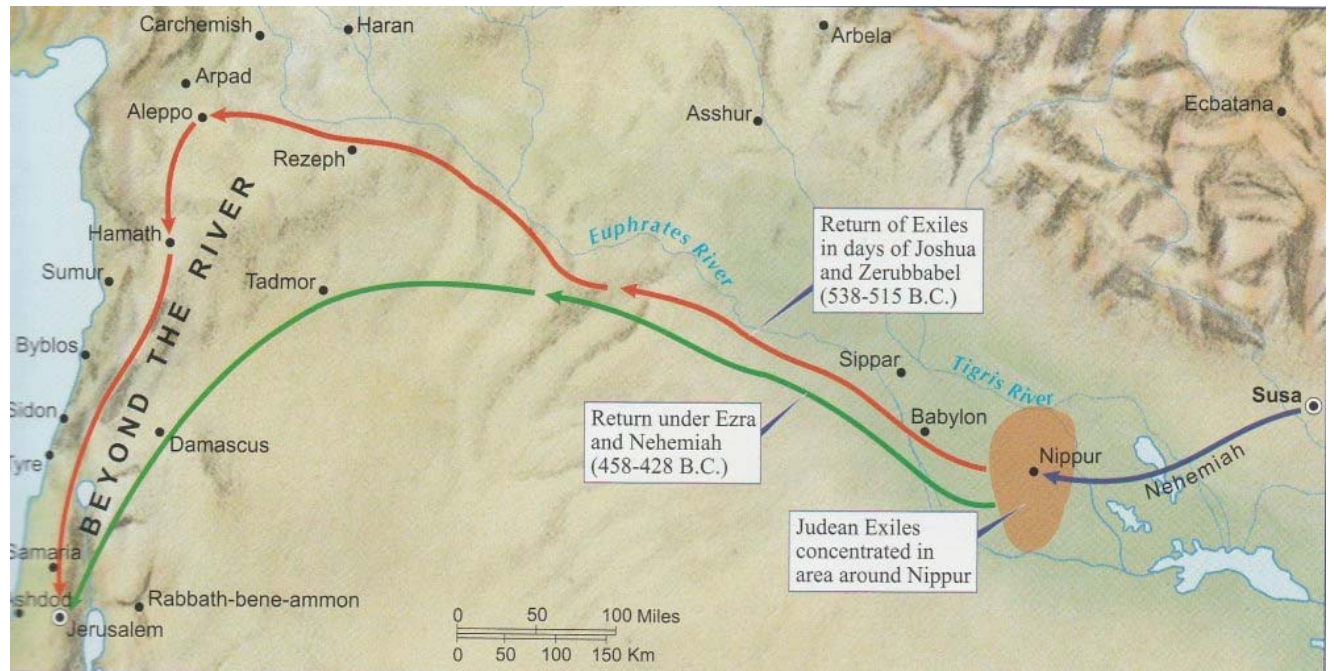 Carchemish
Haran
Arbela
Arpad
Aleppo
Asshur
Ecbatana
Rezeph
Hamath
Sumur
Tadmor
Byblos
Sidon
Tyre
Damascus
Samaria
shdod
Jerusalem
Rabbath-bene-ammon
BEYOND THE RIVER
Euphrates River
Return of Exiles
in days of Joshua
and Zerubbabel
(538-515 B.C.)
Sippar
Tigris River
Babylon
Susa
Return under Ezra
and Nehemiah
(458-428 B.C.)
Nippur
Nehemiah
Judean Exiles
concentrated in
area around Nippur
0 50 100 Miles
0 50 100 150 Km